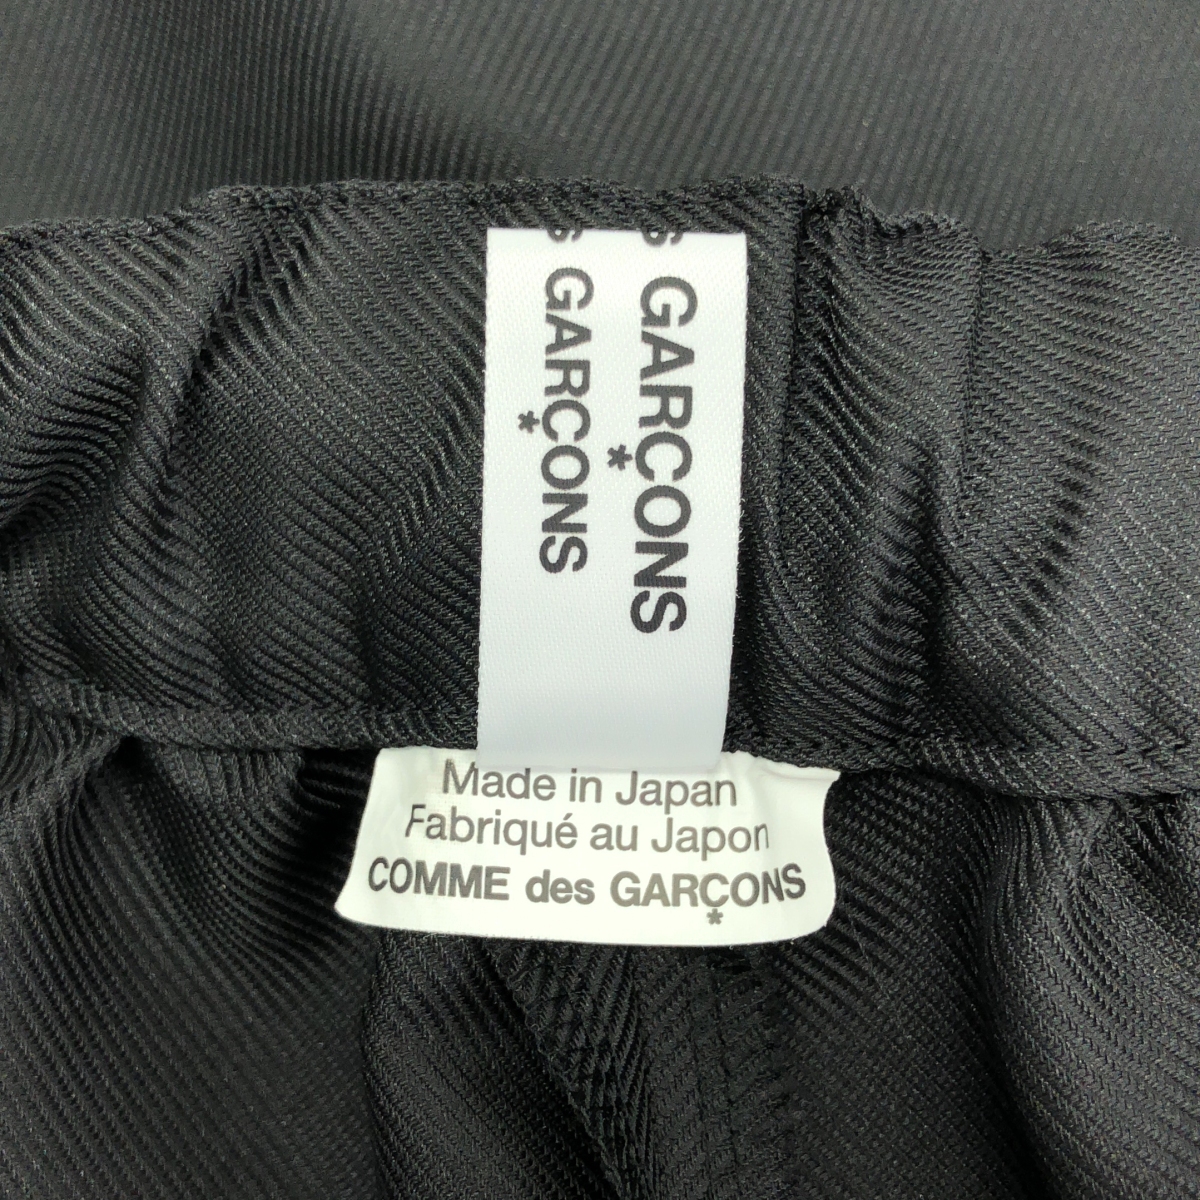 S GARÇONS
S GARÇONS
Made in Japan
Fabriqué au Japon
COMME des GARÇONS